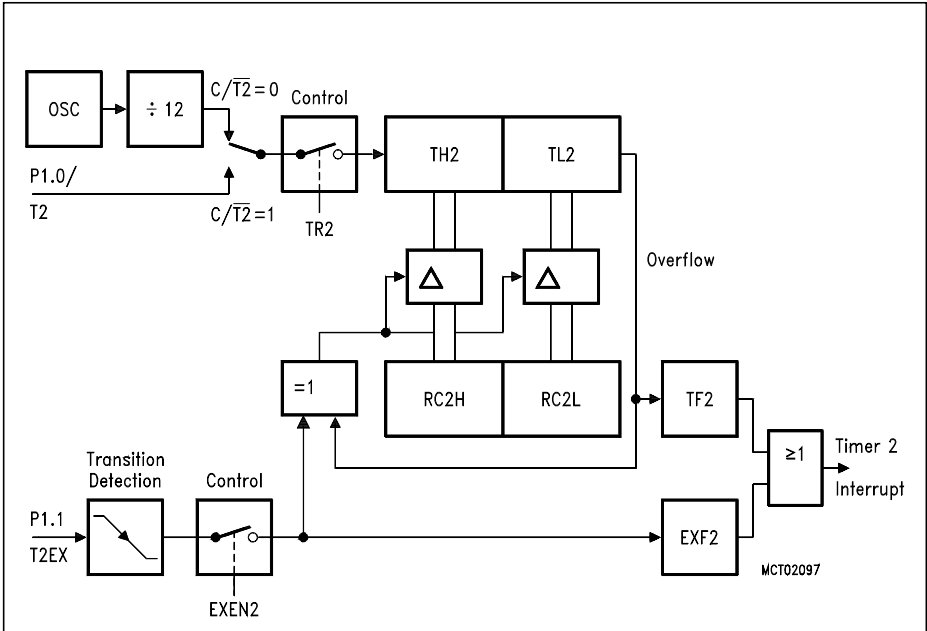 OSC
÷ 12
C/T2̅=0
Control
P1.0/
T2
C/T2̅=1
TR2
TH2
TL2
Overflow
=1
RC2H
RC2L
TF2
≥1
Timer 2
Interrupt
Transition
Detection
Control
P1.1
T2EX
EXEN2
EXF2
MCT02097